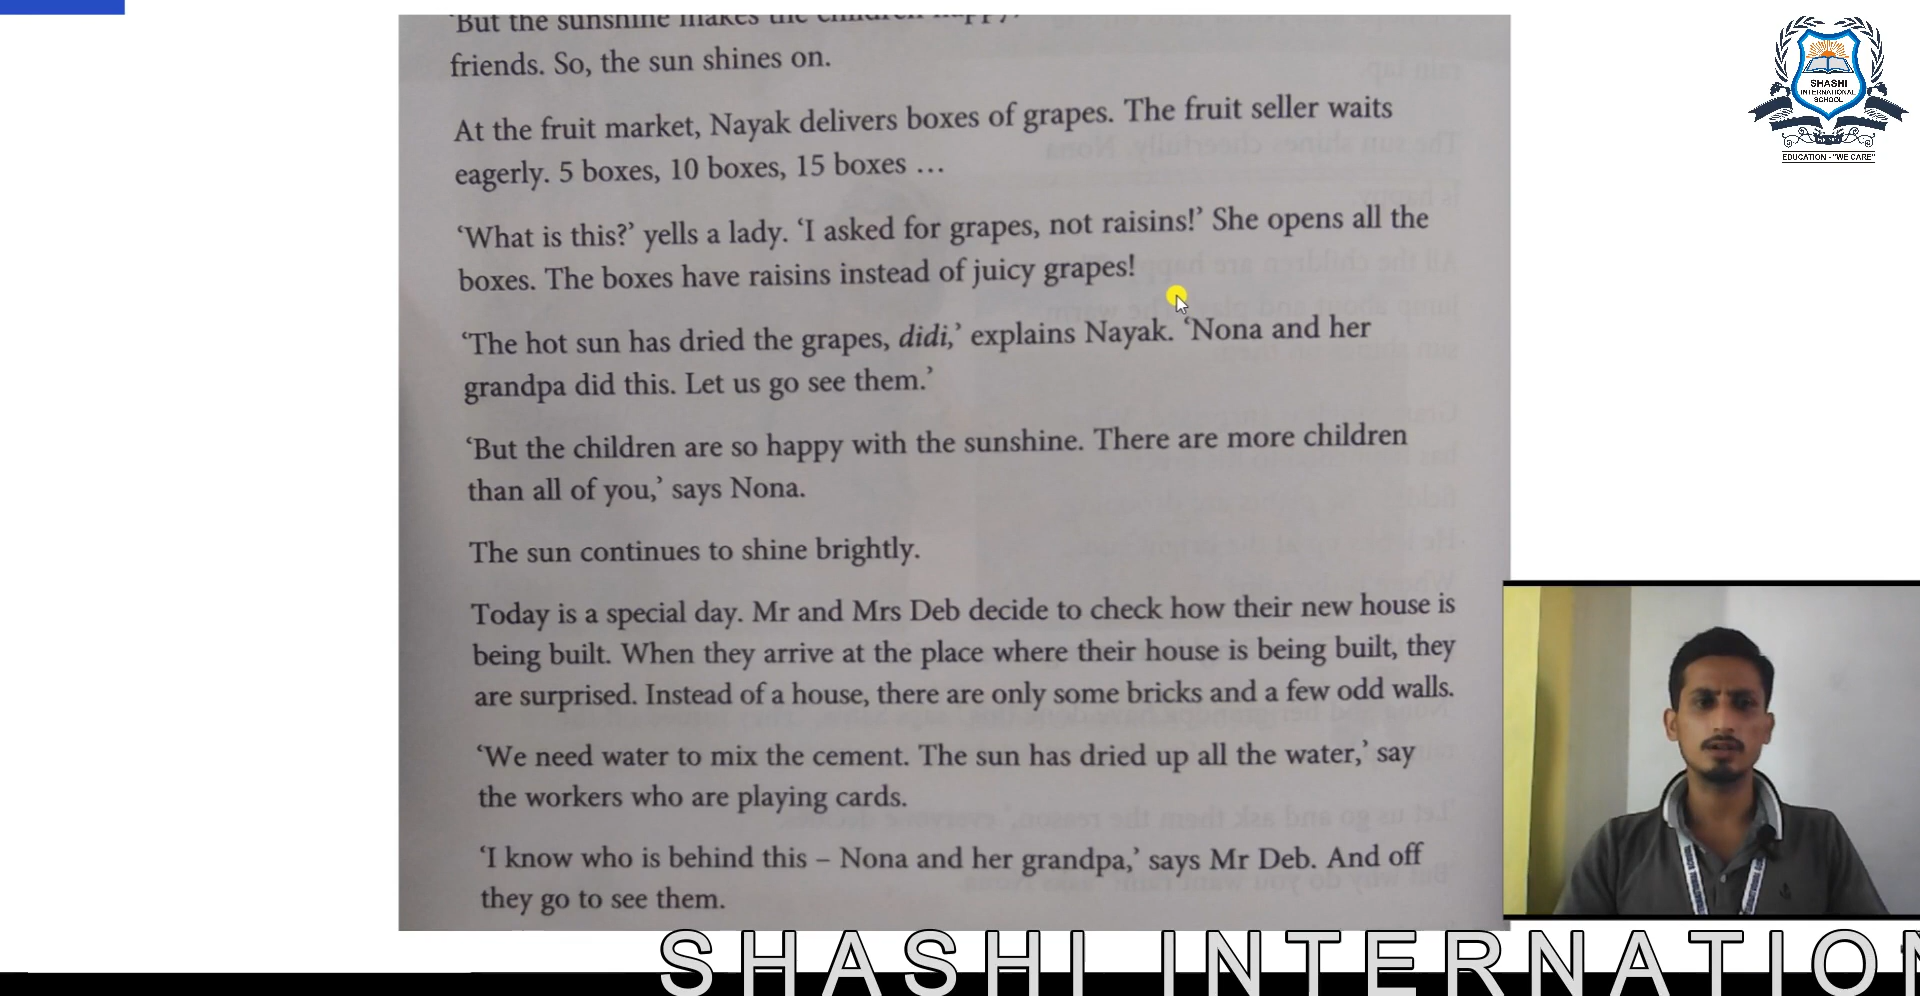 'But the sunshine makes the children happy,
friends. So, the sun shines on.
At the fruit market, Nayak delivers boxes of grapes. The fruit seller waits
eagerly. 5 boxes, 10 boxes, 15 boxes ...
'What is this?' yells a lady. 'I asked for grapes, not raisins!' She opens all the
boxes. The boxes have raisins instead of juicy grapes!
'The hot sun has dried the grapes, didi,' explains Nayak. 'Nona and her
grandpa did this. Let us go see them.'
'But the children are so happy with the sunshine. There are more children
than all of you,' says Nona.
The sun continues to shine brightly.
Today is a special day. Mr and Mrs Deb decide to check how their new house is
being built. When they arrive at the place where their house is being built, they
are surprised. Instead of a house, there are only some bricks and a few odd walls.
'We need water to mix the cement. The sun has dried up all the water,' say
the workers who are playing cards.
'I know who is behind this – Nona and her grandpa,' says Mr Deb. And off
they go to see them.
SHASHI
INTERNATIONAL
SCHOOL
EDUCATION - "WE CARE"
SHASHI INTERNATION